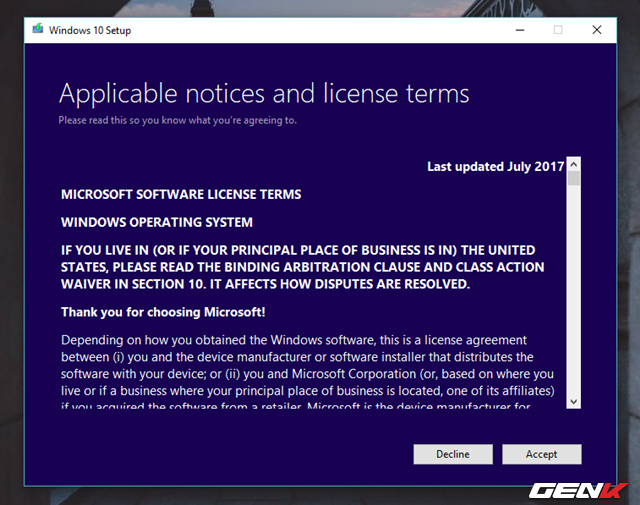 Windows 10 Setup
Applicable notices and license terms
Please read this so you know what you're agreeing to.
Last updated July 2017
MICROSOFT SOFTWARE LICENSE TERMS
WINDOWS OPERATING SYSTEM
IF YOU LIVE IN (OR IF YOUR PRINCIPAL PLACE OF BUSINESS IS IN) THE UNITED
STATES, PLEASE READ THE BINDING ARBITRATION CLAUSE AND CLASS ACTION
WAIVER IN SECTION 10. IT AFFECTS HOW DISPUTES ARE RESOLVED.
Thank you for choosing Microsoft!
Depending on how you obtained the Windows software, this is a license agreement
between (i) you and the device manufacturer or software installer that distributes
the software with your device; or (ii) you and Microsoft Corporation (or, based on where you
live or if a business where your principal place of business is located, one of its affiliates)
if you acquired the software from a retailer. Microsoft is the device manufacturer for
Decline
Accept
GENK